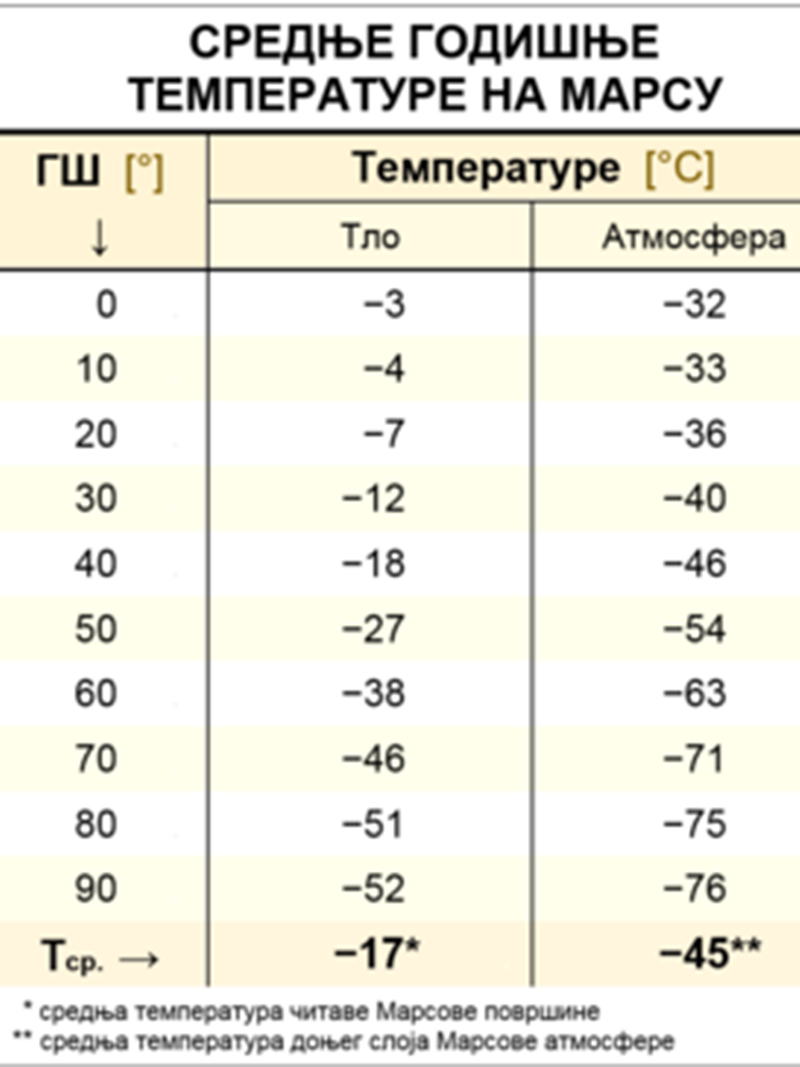 СРЕДЊЕ ГОДИШЊЕ
ТЕМПЕРАТУРЕ НА МАРСУ
ГШ [°] Температуре [°C]
↓ Тло Атмосфера
0 −3 −32
10 −4 −33
20 −7 −36
30 −12 −40
40 −18 −46
50 −27 −54
60 −38 −63
70 −46 −71
80 −51 −75
90 −52 −76
Tср. → −17* −45**
* средња температура читаве Марсове површине
** средња температура доњег слоја Марсове атмосфере